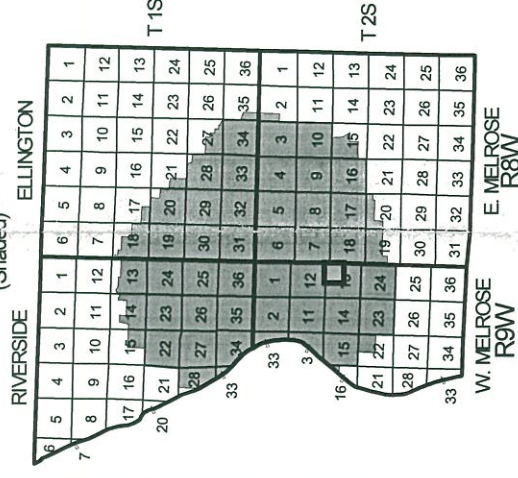 (Shaded)
RIVERSIDE ELLINGTON
6 5 4 3 2 1 6 5 4 3 2 1
7 8 9 10 11 12 7 8 9 10 11 12
17 16 15 14 13 18 17 16 15 14 13
T 1S
20 21 22 23 24 19 20 21 22 23 24
28 27 26 25 30 29 28 27 26 25
33 34 35 36 31 32 33 34 35 36
33 2 1 6 5 4 3 2 1
3 11 12 7 8 9 10 11 12
16 15 14 18 17 16 15 14 13
T2S
21 22 23 24 19 20 21 22 23 24
28 27 26 25 30 29 28 27 26 25
33 34 35 36 31 32 33 34 35 36
W. MELROSE E. MELROSE
R9W R8W